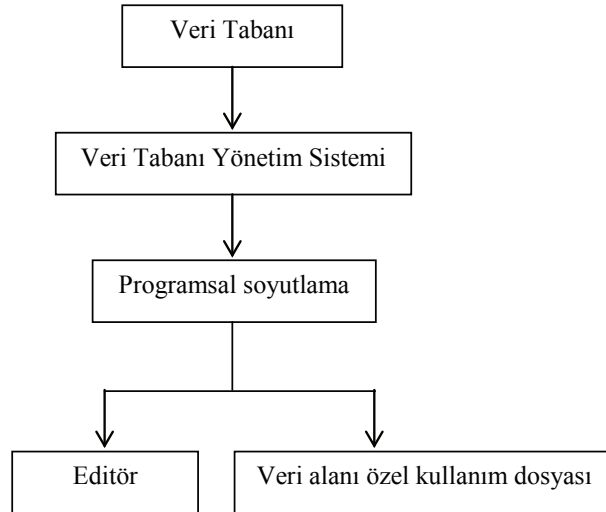 Veri Tabanı
Veri Tabanı Yönetim Sistemi
Programsal soyutlama
Editör
Veri alanı özel kullanım dosyası